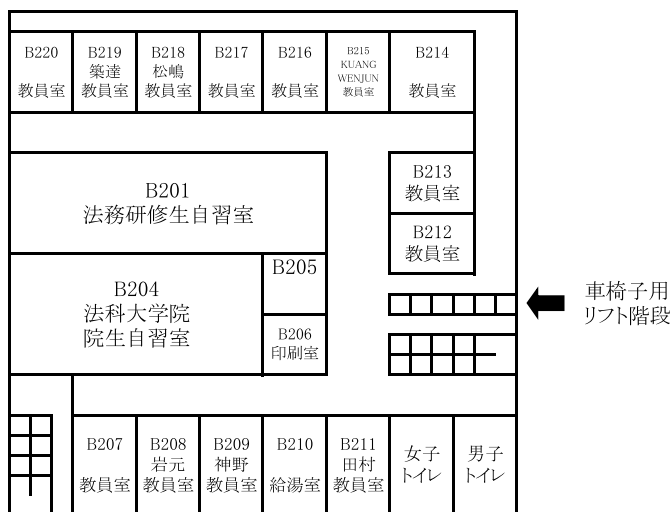 B220
教員室
B219
築達
教員室
B218
松嶋
教員室
B217
教員室
B216
教員室
B215
KUANG
WENJUN
教員室
B214
教員室
B201
法務研修生自習室
B213
教員室
B212
教員室
B204
法科大学院
院生自習室
B205
B206
印刷室
車椅子用
リフト階段
B207
教員室
B208
岩元
教員室
B209
神野
教員室
B210
給湯室
B211
田村
教員室
女子
トイレ
男子
トイレ